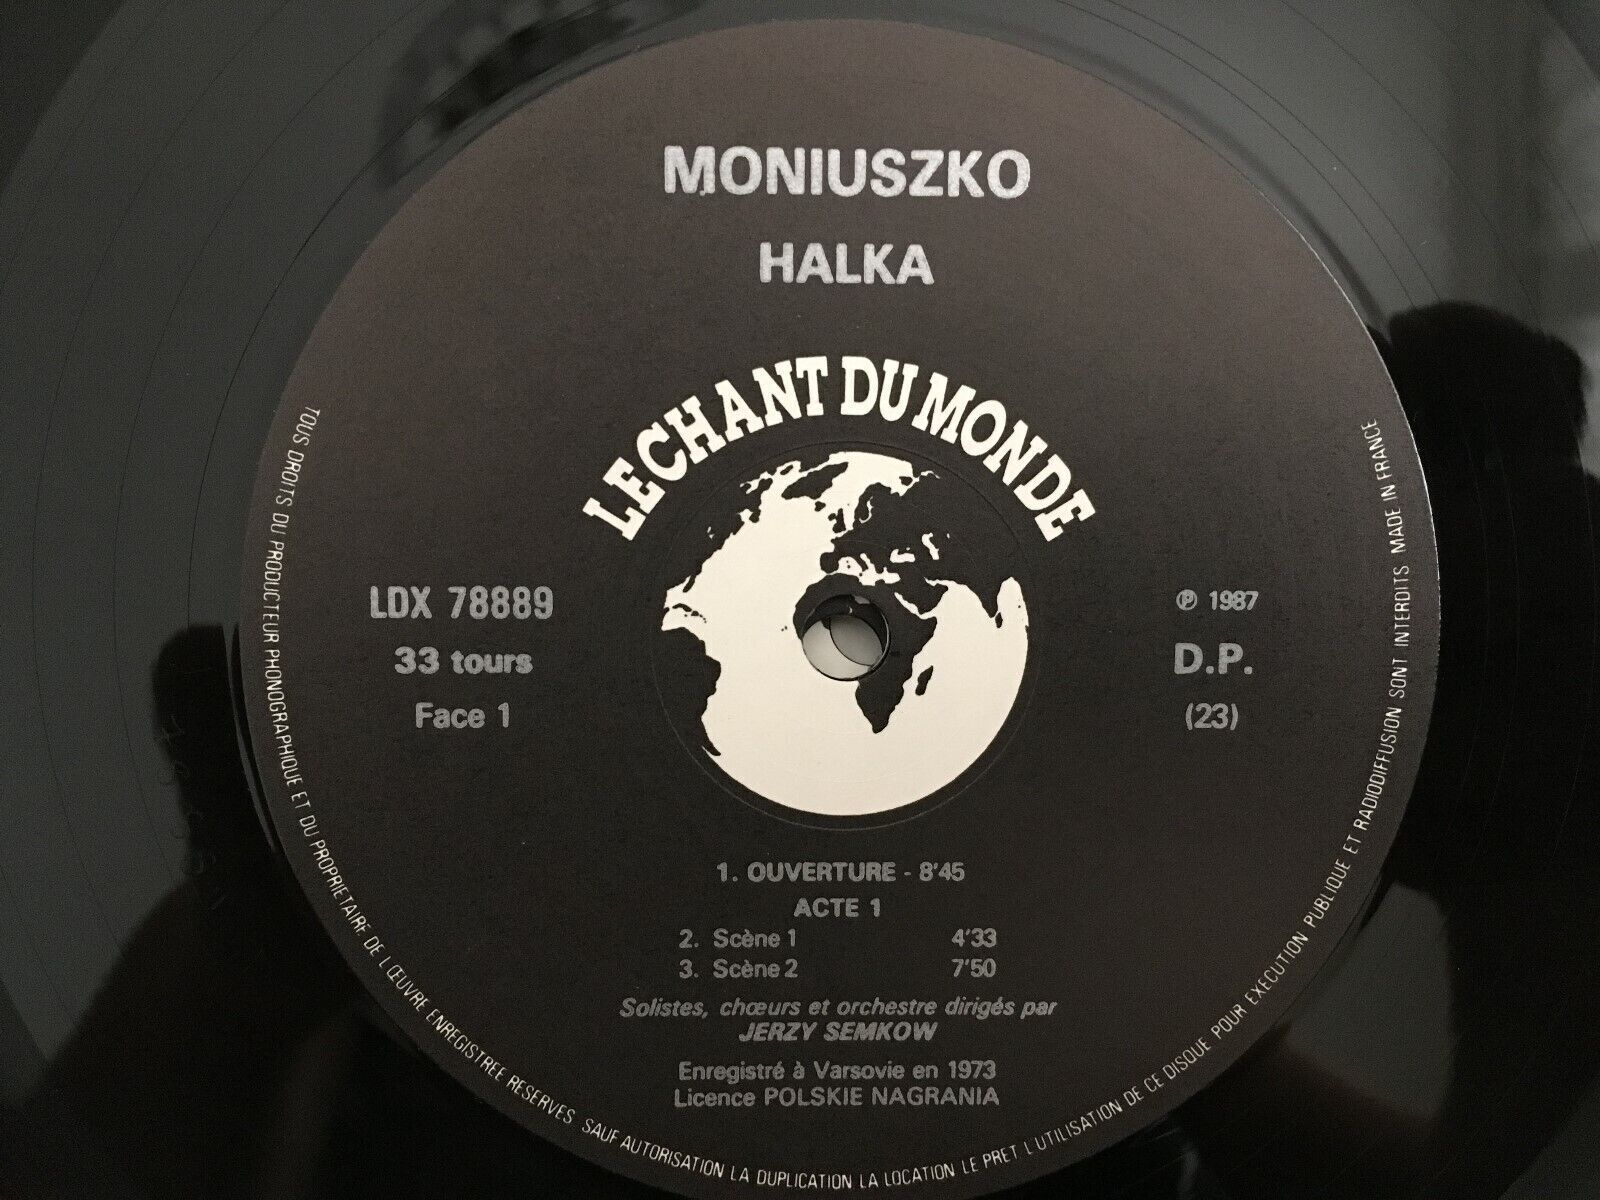 MONIUSZKO
HALKA
LE CHANT DU MONDE
LDX 78889
33 tours
Face 1
℗ 1987
D.P.
(23)
1. OUVERTURE - 8'45
ACTE 1
2. Scène 1 4'33
3. Scène 2 7'50
Solistes, chœurs et orchestre dirigés par
JERZY SEMKOW
Enregistré à Varsovie en 1973
Licence POLSKIE NAGRANIA
TOUS DROITS DU PRODUCTEUR PHONOGRAPHIQUE ET DU PROPRIETAIRE DE L'ŒUVRE ENREGISTREE RESERVES SAUF AUTORISATION LA DUPLICATION LA LOCATION LE PRET L'UTILISATION DE CE DISQUE POUR EXECUTION PUBLIQUE ET RADIODIFFUSION SONT INTERDITS MADE IN FRANCE